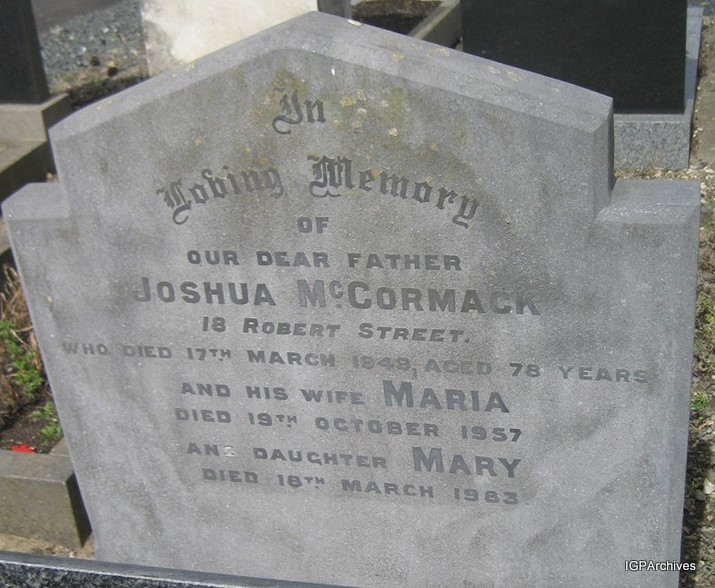 In
Loving Memory
OF
OUR DEAR FATHER
JOSHUA McCORMACK
18 ROBERT STREET.
WHO DIED 17TH MARCH 1949, AGED 78 YEARS
AND HIS WIFE MARIA
DIED 19TH OCTOBER 1957
AND DAUGHTER MARY
DIED 18TH MARCH 1983
IGPArchives